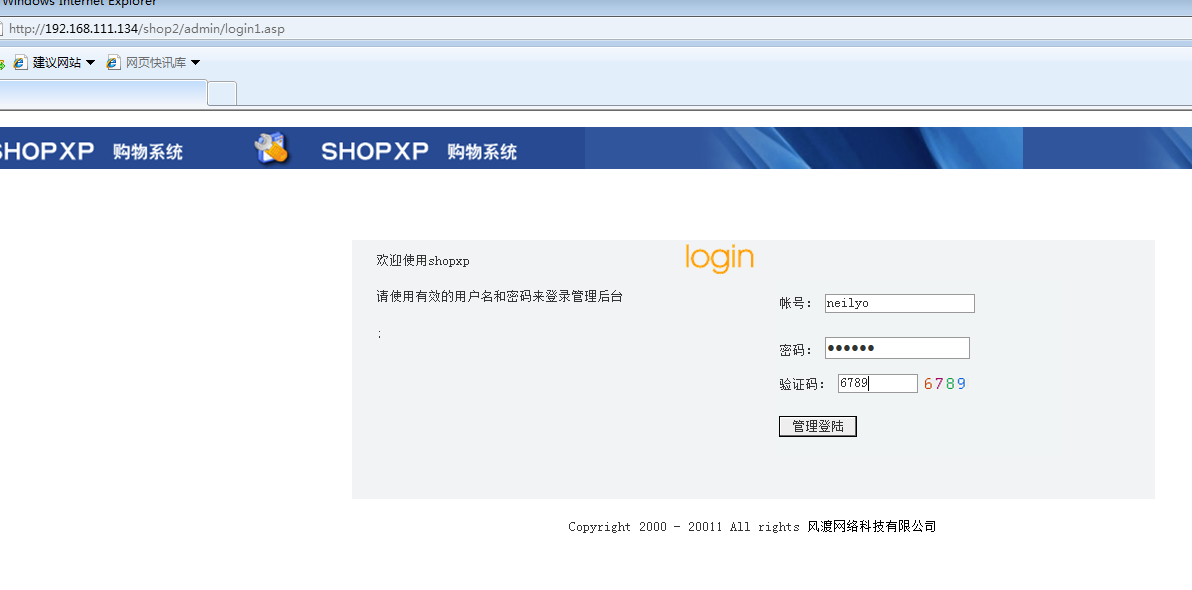 Windows Internet Explorer
http://192.168.111.134/shop2/admin/login1.asp
建议网站 网页快讯库
SHOPXP 购物系统 SHOPXP 购物系统
login
欢迎使用shopxp
请使用有效的用户名和密码来登录管理后台
;
帐号： neilyo
密码： ••••••
验证码： 6789 6789
管理登陆
Copyright 2000 - 20011 All rights 风渡网络科技有限公司